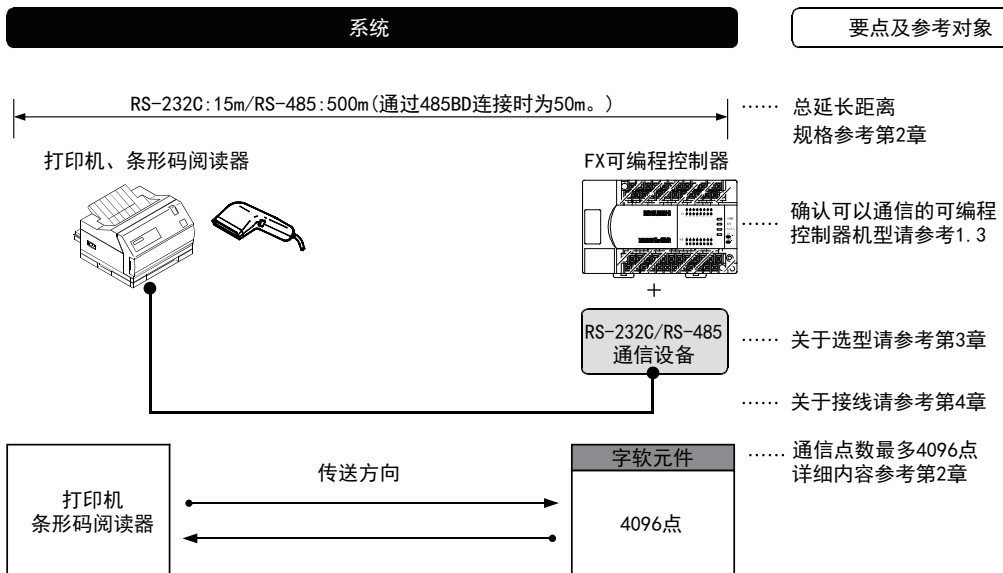 系统
要点及参考对象
RS-232C:15m/RS-485:500m(通过485BD连接时为50m。)
…… 总延长距离
规格参考第2章
打印机、条形码阅读器
FX可编程控制器
…… 确认可以通信的可编程
控制器机型请参考1.3
+
RS-232C/RS-485
通信设备
…… 关于选型请参考第3章
…… 关于接线请参考第4章
…… 通信点数最多4096点
详细内容参考第2章
字软元件
传送方向
打印机
条形码阅读器
4096点